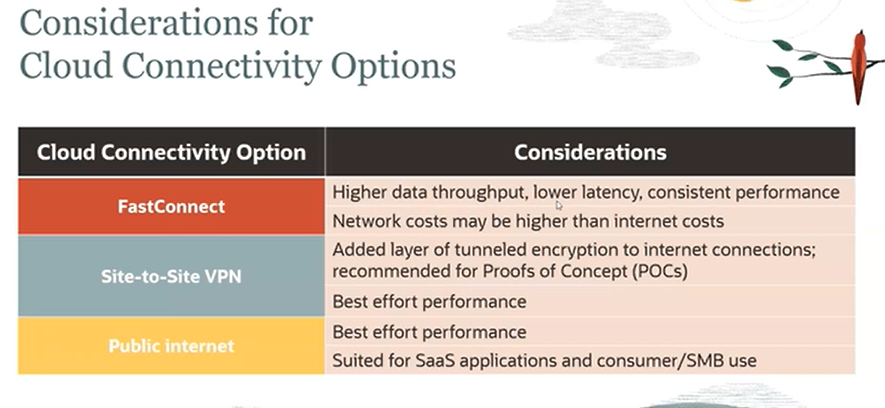 Considerations for
Cloud Connectivity Options
Cloud Connectivity Option
Considerations
FastConnect
Higher data throughput, lower latency, consistent performance
Network costs may be higher than internet costs
Site-to-Site VPN
Added layer of tunneled encryption to internet connections;
recommended for Proofs of Concept (POCs)
Best effort performance
Public internet
Best effort performance
Suited for SaaS applications and consumer/SMB use